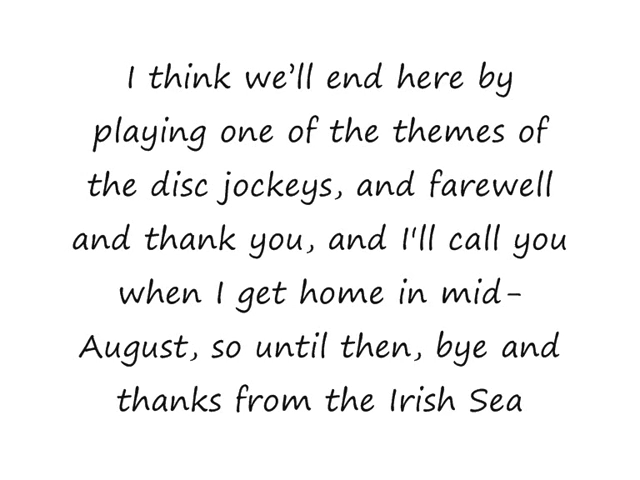 I think we’ll end here by
playing one of the themes of
the disc jockeys, and farewell
and thank you, and I'll call you
when I get home in mid-
August, so until then, bye and
thanks from the Irish Sea